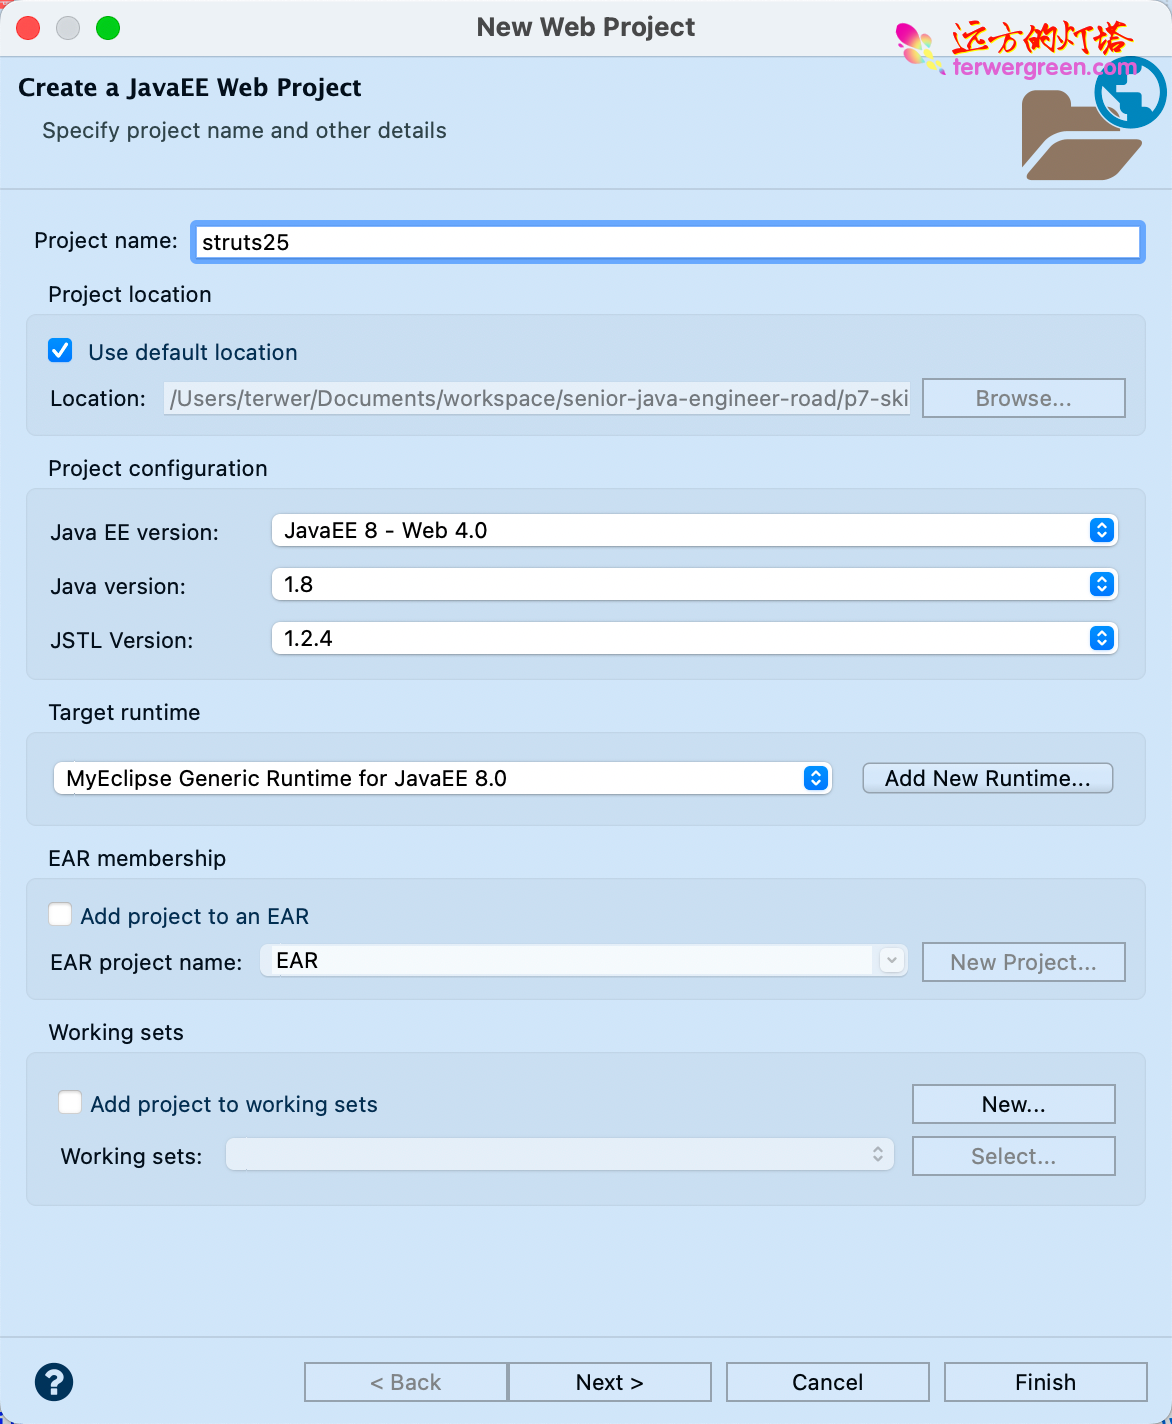 New Web Project
远方的灯塔
terwergreen.com
Create a JavaEE Web Project
Specify project name and other details
Project name: struts25
Project location
Use default location
Location: /Users/terwer/Documents/workspace/senior-java-engineer-road/p7-ski Browse...
Project configuration
Java EE version: JavaEE 8 - Web 4.0
Java version: 1.8
JSTL Version: 1.2.4
Target runtime
MyEclipse Generic Runtime for JavaEE 8.0 Add New Runtime...
EAR membership
Add project to an EAR
EAR project name: EAR New Project...
Working sets
Add project to working sets New...
Working sets: Select...
? < Back Next > Cancel Finish